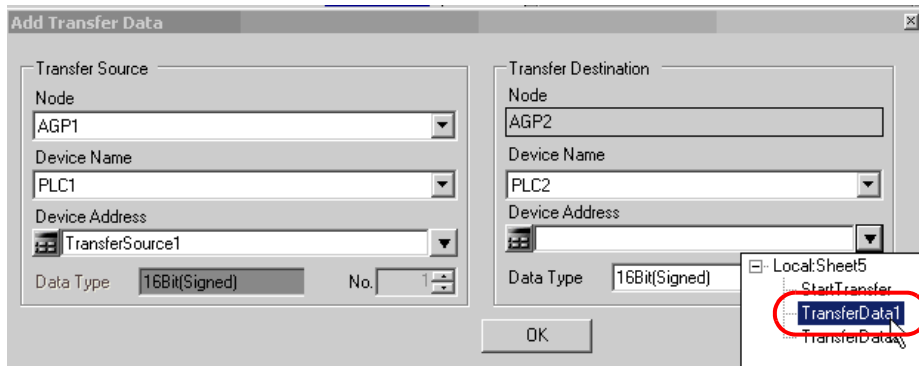 Add Transfer Data
Transfer Source
Node
AGP1
Device Name
PLC1
Device Address
TransferSource1
Data Type 16Bit(Signed) No. 1
Transfer Destination
Node
AGP2
Device Name
PLC2
Device Address
Data Type 16Bit(Signed)
Local:Sheet5
StartTransfer
TransferData1
OK